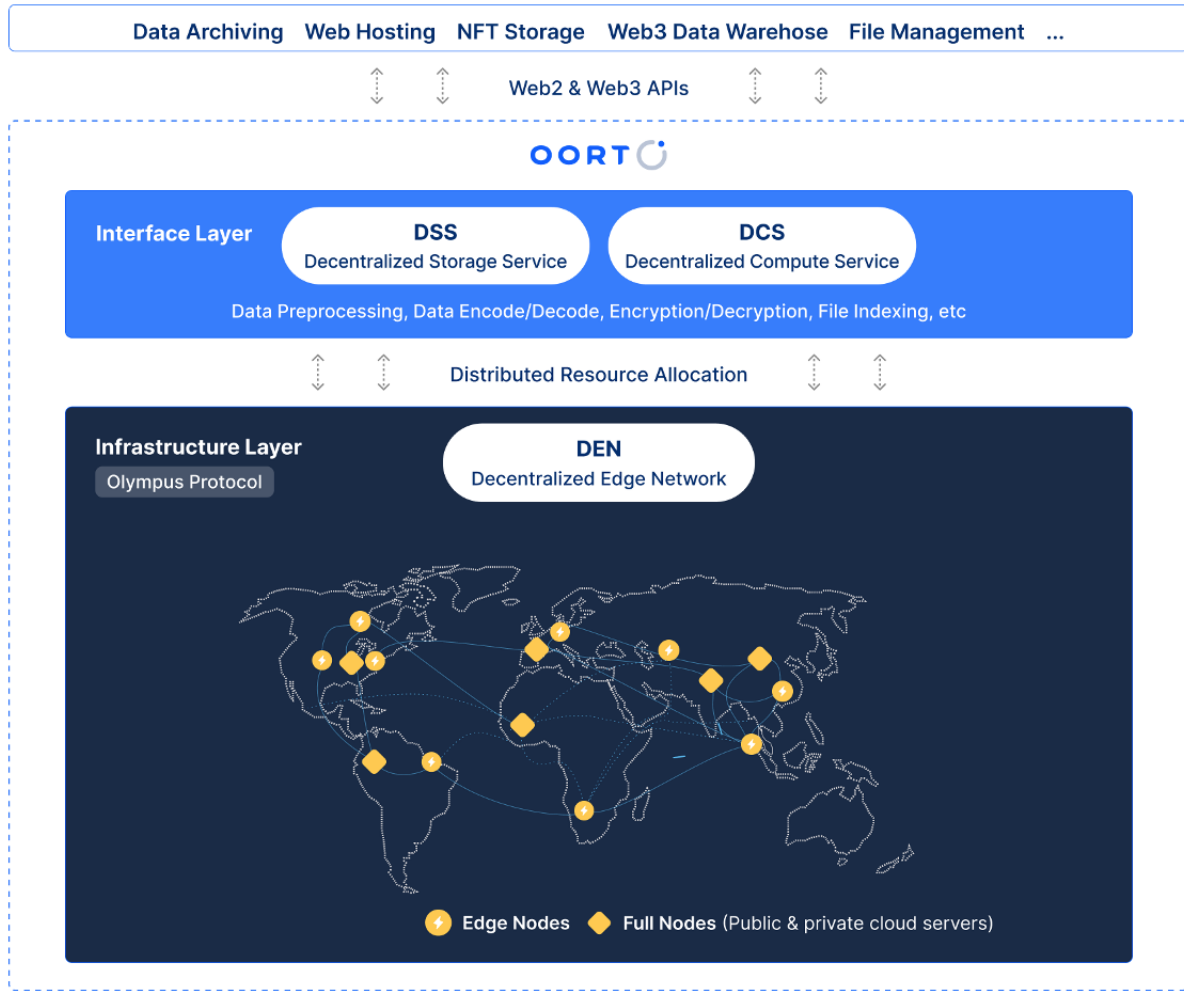 Data Archiving Web Hosting NFT Storage Web3 Data Warehose File Management ...
Web2 & Web3 APIs
OORT
Interface Layer
DSS
Decentralized Storage Service
DCS
Decentralized Compute Service
Data Preprocessing, Data Encode/Decode, Encryption/Decryption, File Indexing, etc
Distributed Resource Allocation
Infrastructure Layer
Olympus Protocol
DEN
Decentralized Edge Network
Edge Nodes
Full Nodes (Public & private cloud servers)